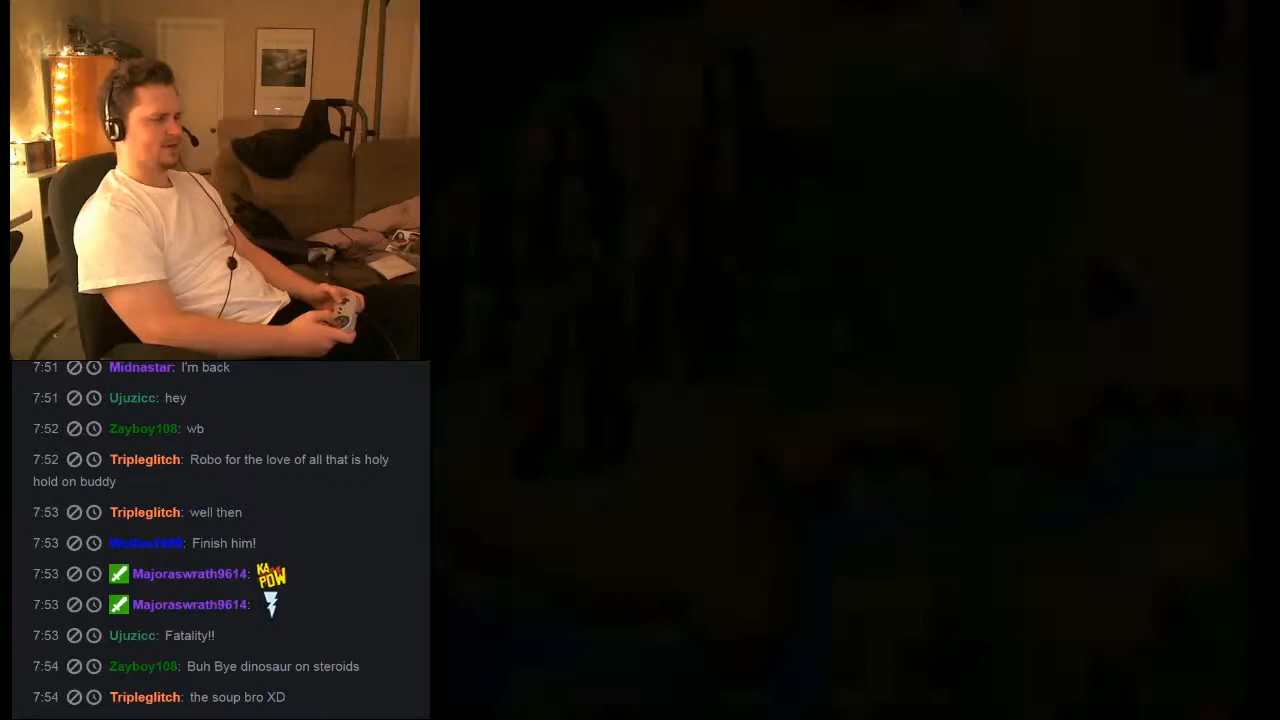 7:51 Midnastar: I'm back
7:51 Ujuzicc: hey
7:52 Zayboy108: wb
7:52 Tripleglitch: Robo for the love of all that is holy
hold on buddy
7:53 Tripleglitch: well then
7:53 Wolfos1989: Finish him!
7:53 Majoraswrath9614: KA POW
7:53 Majoraswrath9614:
7:53 Ujuzicc: Fatality!!
7:54 Zayboy108: Buh Bye dinosaur on steroids
7:54 Tripleglitch: the soup bro XD